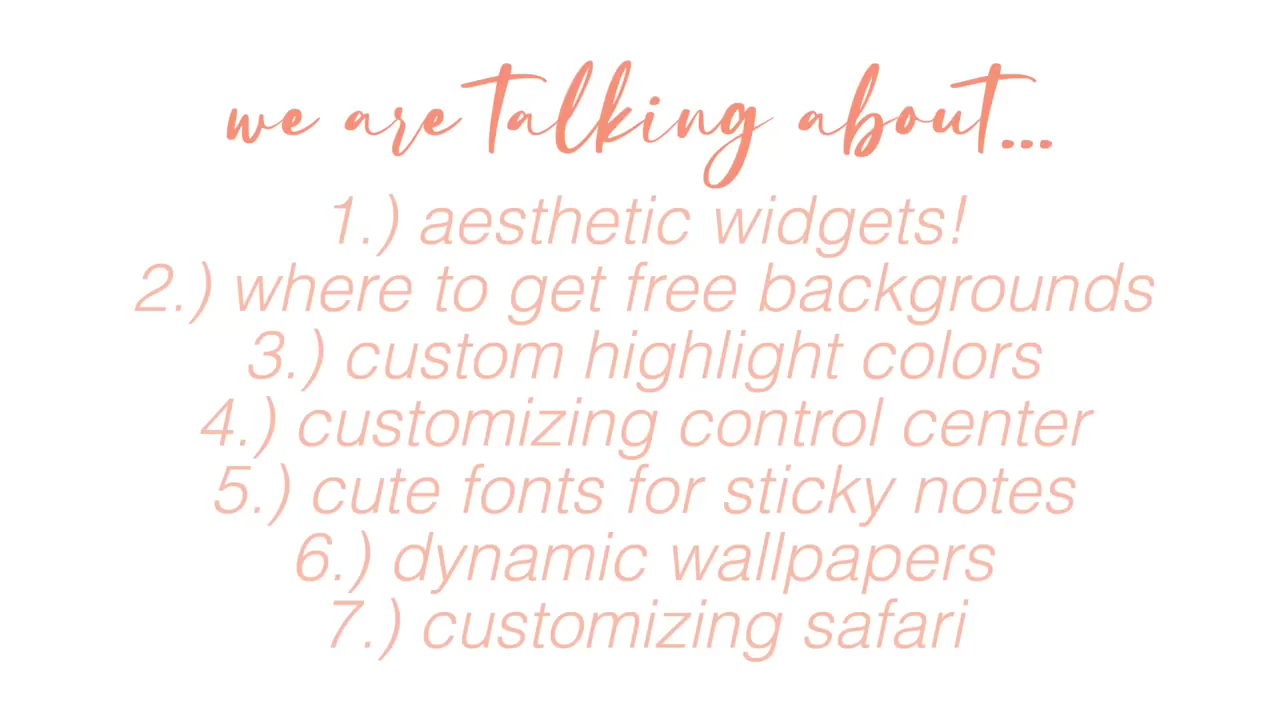 we are talking about...
1.) aesthetic widgets!
2.) where to get free backgrounds
3.) custom highlight colors
4.) customizing control center
5.) cute fonts for sticky notes
6.) dynamic wallpapers
7.) customizing safari